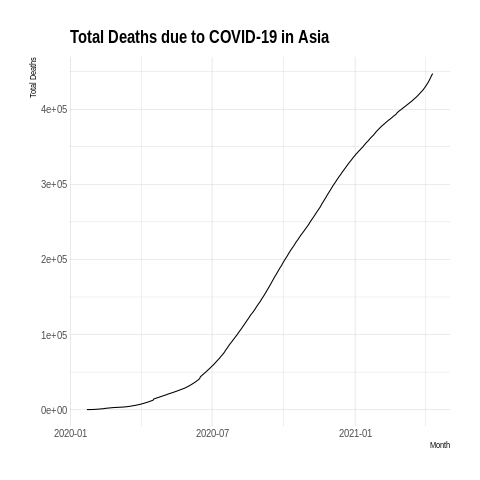 Total Deaths due to COVID-19 in Asia
Total Deaths
4e+05
3e+05
2e+05
1e+05
0e+00
2020-01 2020-07 2021-01
Month